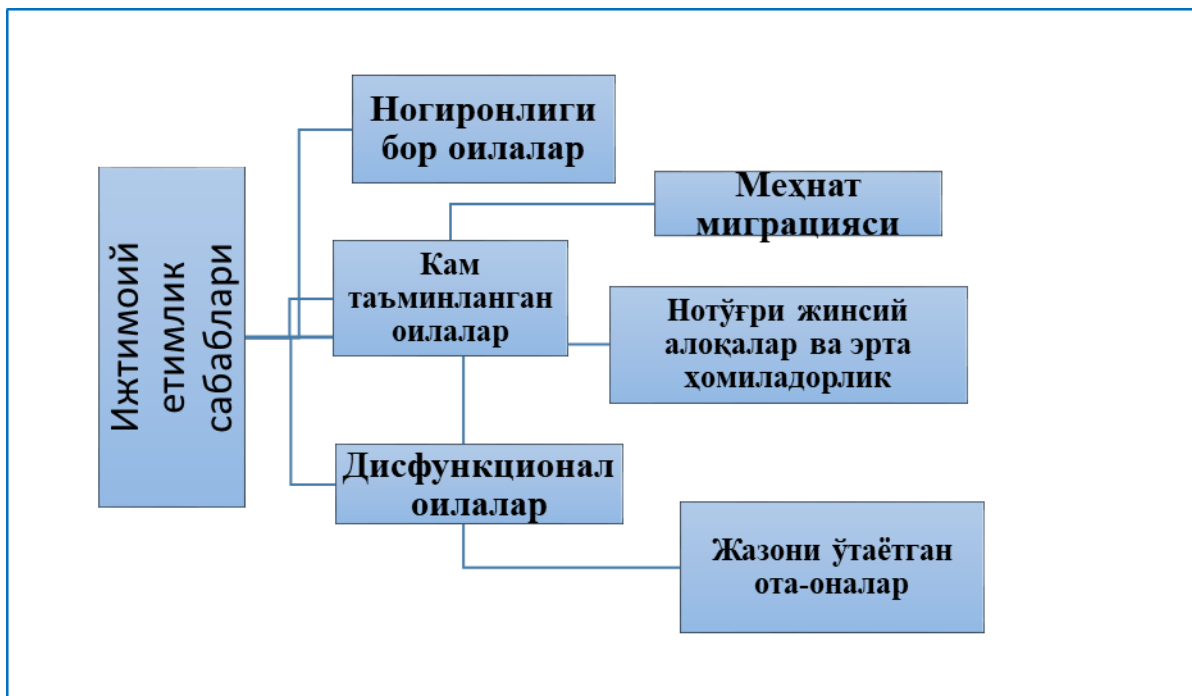 Ижтимоий
етимлик
сабаблари
Ногиронлиги
бор оилалар
Кам
таъминланган
оилалар
Дисфункционал
оилалар
Меҳнат
миграцияси
Нотўғри жинсий
алоқалар ва эрта
ҳомиладорлик
Жазони ўтаётган
ота-оналар